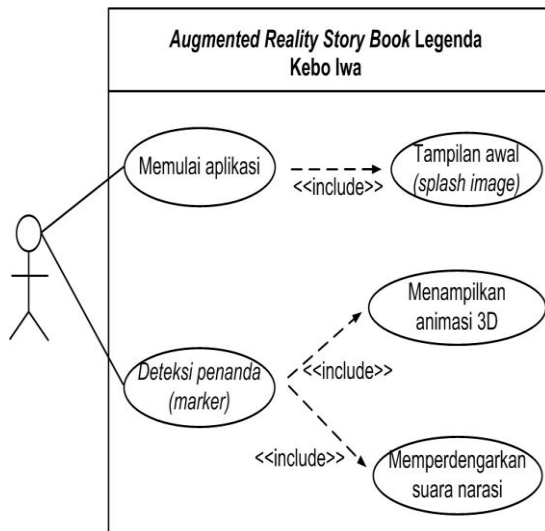 Augmented Reality Story Book Legenda
Kebo Iwa
Memulai aplikasi
<<include>>
Tampilan awal
(splash image)
Menampilkan
animasi 3D
Deteksi penanda
(marker)
<<include>>
<<include>>
Memperdengarkan
suara narasi